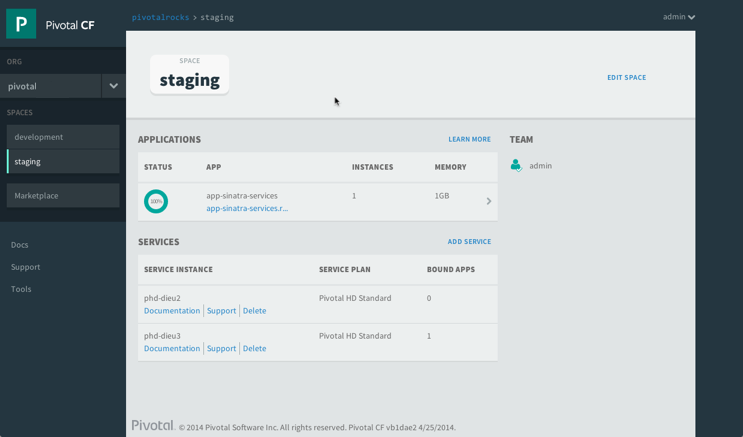 P Pivotal CF
pivotalrocks > staging
admin
ORG
pivotal
SPACES
development
staging
Marketplace
Docs
Support
Tools
SPACE
staging
EDIT SPACE
APPLICATIONS LEARN MORE
STATUS APP INSTANCES MEMORY
100% app-sinatra-services 1 1GB
app-sinatra-services.r...
SERVICES ADD SERVICE
SERVICE INSTANCE SERVICE PLAN BOUND APPS
phd-dieu2 Pivotal HD Standard 0
Documentation Support Delete
phd-dieu3 Pivotal HD Standard 1
Documentation Support Delete
TEAM
admin
Pivotal. © 2014 Pivotal Software Inc. All rights reserved. Pivotal CF vb1dae2 4/25/2014.